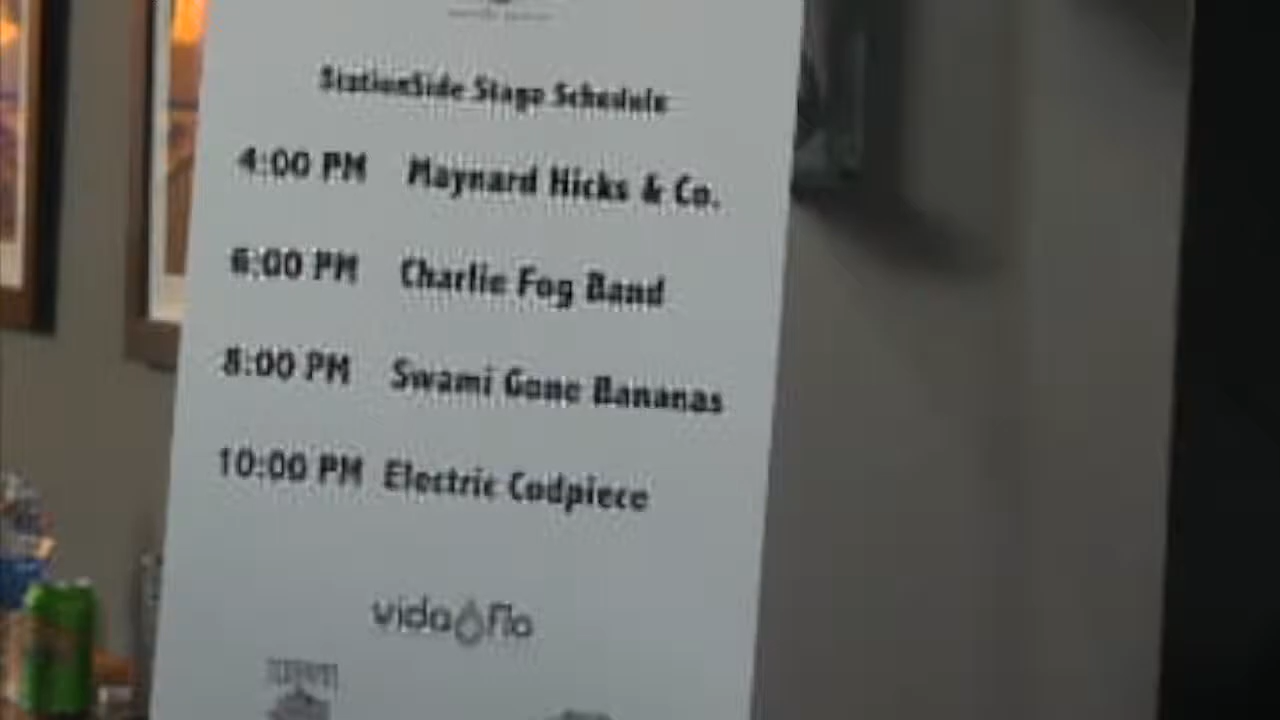 StationSide Stage Schedule
4:00 PM Maynard Hicks & Co.
6:00 PM Charlie Fog Band
8:00 PM Swami Gone Bananas
10:00 PM Electric Codpiece
vida flo